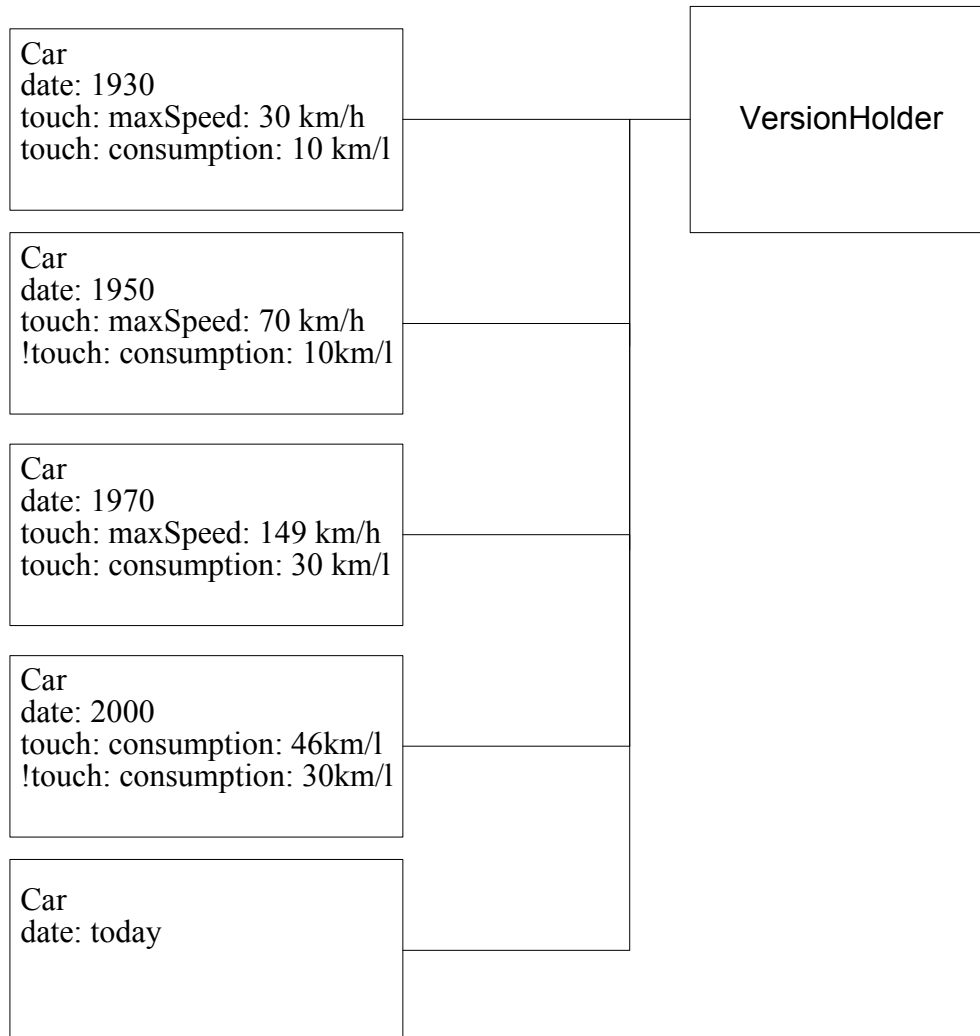 Car
date: 1930
touch: maxSpeed: 30 km/h
touch: consumption: 10 km/l
VersionHolder
Car
date: 1950
touch: maxSpeed: 70 km/h
!touch: consumption: 10km/l
Car
date: 1970
touch: maxSpeed: 149 km/h
touch: consumption: 30 km/l
Car
date: 2000
touch: consumption: 46km/l
!touch: consumption: 30km/l
Car
date: today